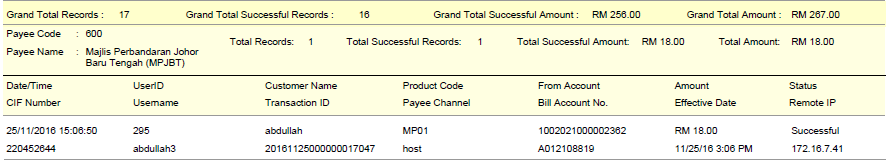 Grand Total Records : 17 Grand Total Successful Records : 16 Grand Total Successful Amount : RM 256.00 Grand Total Amount : RM 267.00
Payee Code : 600
Total Records: 1 Total Successful Records: 1 Total Successful Amount: RM 18.00 Total Amount: RM 18.00
Payee Name : Majlis Perbandaran Johor
Baru Tengah (MPJBT)
Date/Time UserID Customer Name Product Code From Account Amount Status
CIF Number Username Transaction ID Payee Channel Bill Account No. Effective Date Remote IP
25/11/2016 15:06:50 295 abdullah MP01 1002021000002362 RM 18.00 Successful
220452644 abdullah3 20161125000000017047 host A012108819 11/25/16 3:06 PM 172.16.7.41